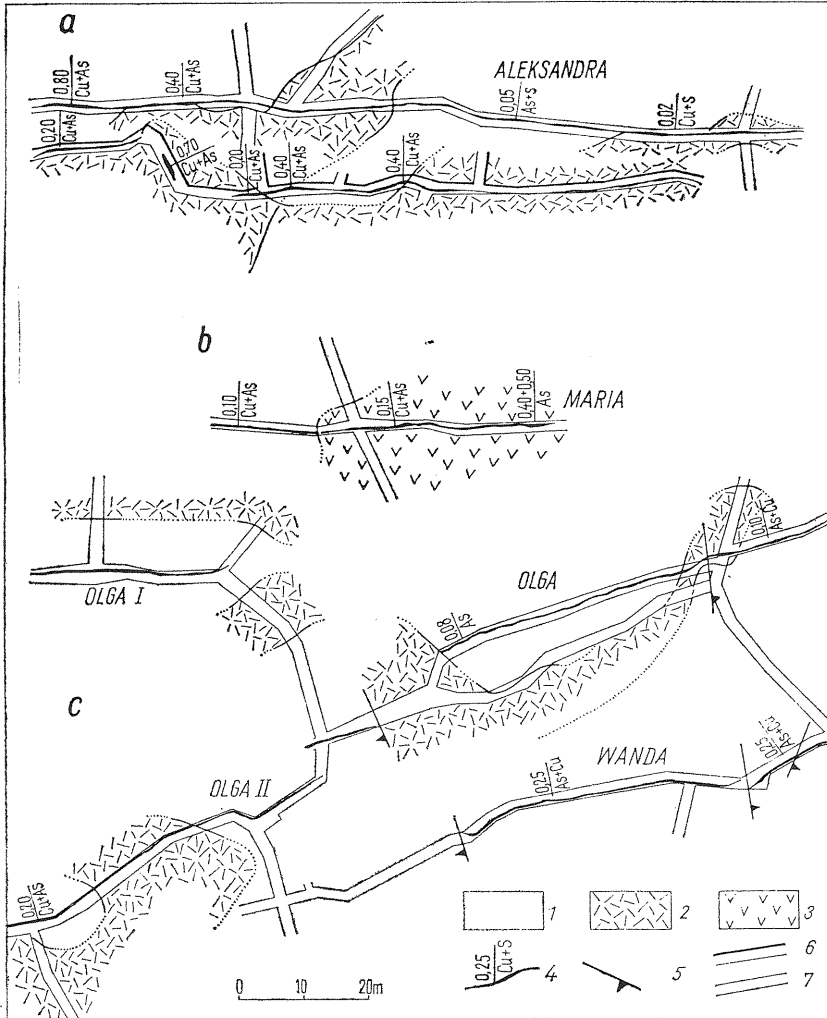 a
ALEKSANDRA
0,80
Cu+As
0,40
Cu+As
0,05
As+S
0,02
Cu+S
0,20
Cu+As
0,70
Cu+As
0,20
Cu+As
0,40
Cu+As
0,40
Cu+As
b
MARIA
0,10
Cu+As
0,15
Cu+As
0,40÷0,50
As
OLGA I
OLGA
0,08
As
0,10
As+Cu
c
WANDA
0,25
As+Cu
0,25
As+Cu
OLGA II
0,20
Cu+As
1
2
3
0,25
Cu+S
4
5
6
7
0 10 20m